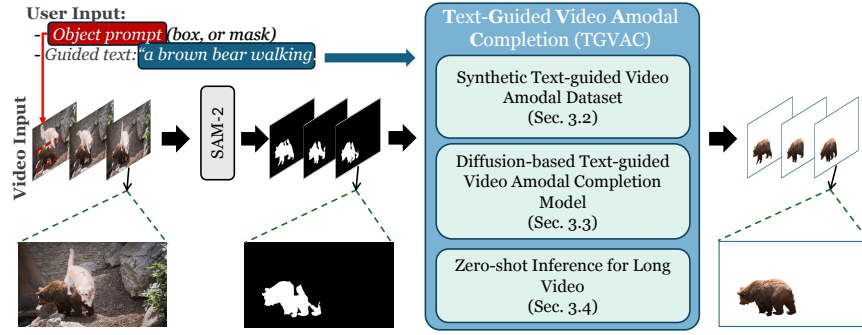 User Input:
- Object prompt (box, or mask)
- Guided text: “a brown bear walking.
Video Input
SAM-2
Text-Guided Video Amodal
Completion (TGVAC)
Synthetic Text-guided Video
Amodal Dataset
(Sec. 3.2)
Diffusion-based Text-guided
Video Amodal Completion
Model
(Sec. 3.3)
Zero-shot Inference for Long
Video
(Sec. 3.4)